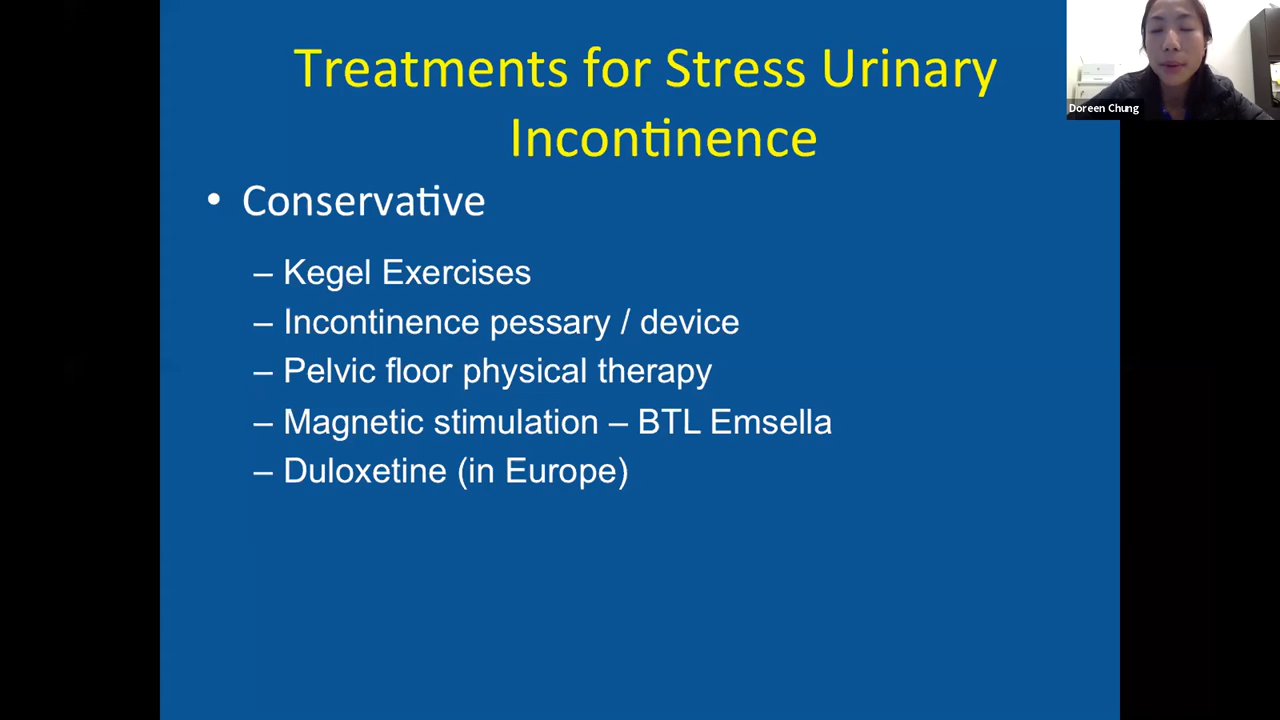 Treatments for Stress Urinary
Incontinence
• Conservative
– Kegel Exercises
– Incontinence pessary / device
– Pelvic floor physical therapy
– Magnetic stimulation – BTL Emsella
– Duloxetine (in Europe)
Doreen Chung